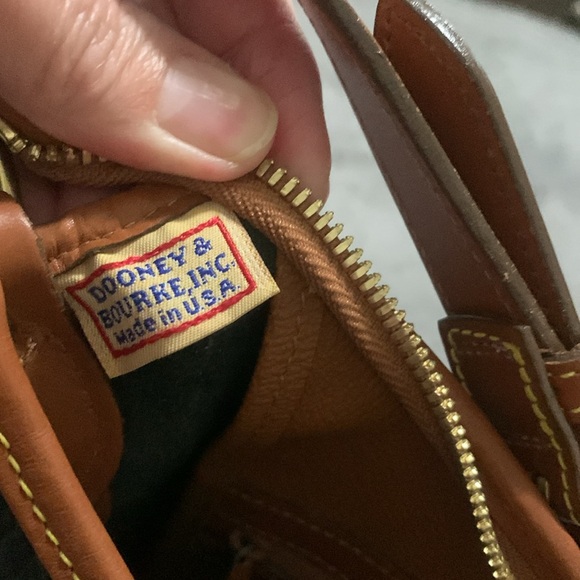 DOONEY &
BOURKE, INC.
Made in U.S.A.